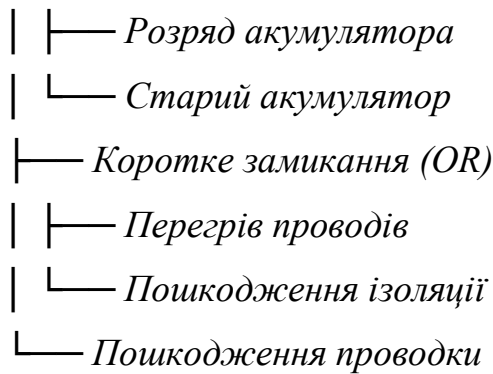 │ ├── Розряд акумулятора
│ └── Старий акумулятор
├── Коротке замикання (OR)
│ ├── Перегрів проводів
│ └── Пошкодження ізоляції
└── Пошкодження проводки